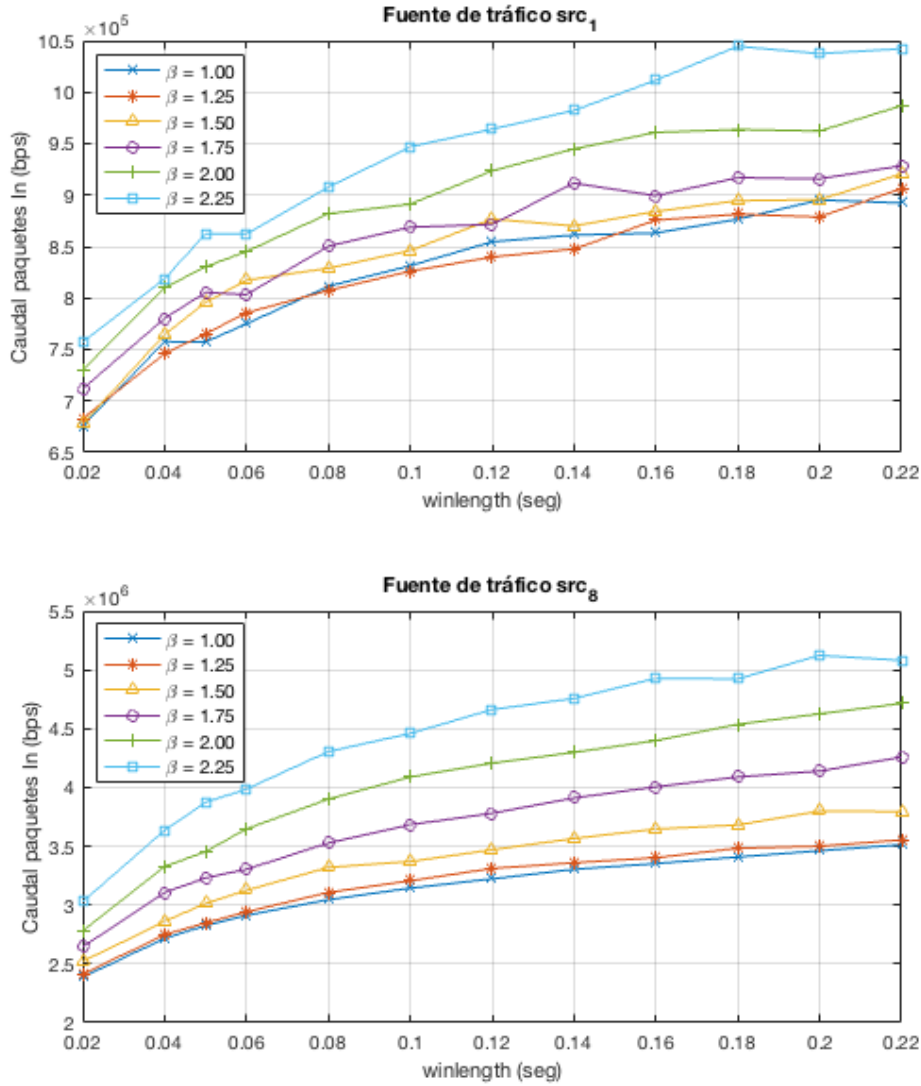 Fuente de tráfico src₁
×10⁵
10.5
10
9.5
9
8.5
8
7.5
7
6.5
Caudal paquetes In (bps)
β = 1.00
β = 1.25
β = 1.50
β = 1.75
β = 2.00
β = 2.25
0.02 0.04 0.06 0.08 0.1 0.12 0.14 0.16 0.18 0.2 0.22
winlength (seg)
Fuente de tráfico src₈
×10⁶
5.5
5
4.5
4
3.5
3
2.5
2
Caudal paquetes In (bps)
β = 1.00
β = 1.25
β = 1.50
β = 1.75
β = 2.00
β = 2.25
0.02 0.04 0.06 0.08 0.1 0.12 0.14 0.16 0.18 0.2 0.22
winlength (seg)